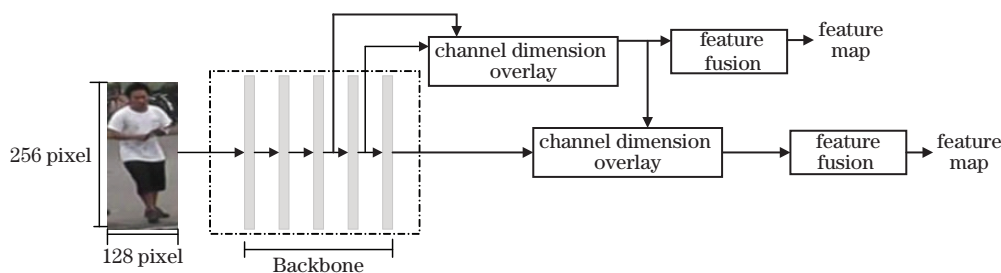 channel dimension
overlay
feature
fusion
feature
map
256 pixel
channel dimension
overlay
feature
fusion
feature
map
128 pixel
Backbone